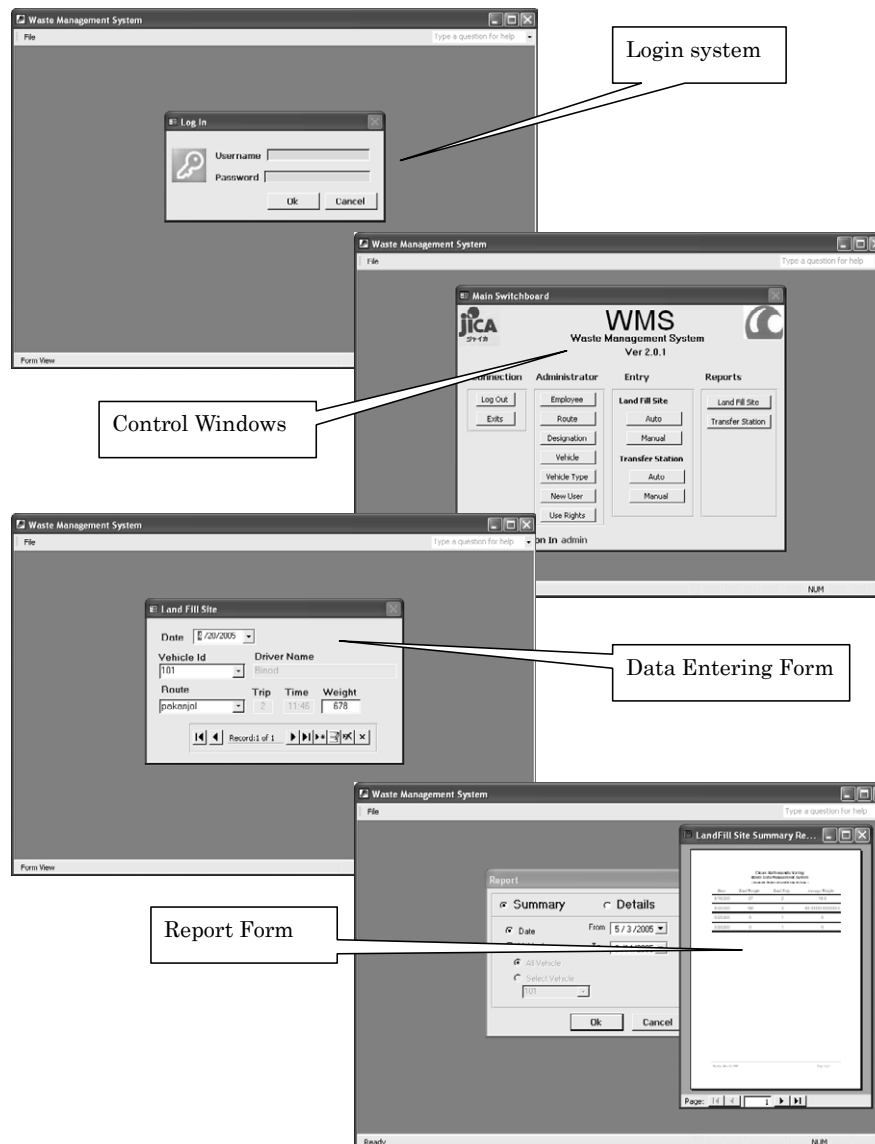 Waste Management System
File
Type a question for help
Login system
Log In
Username
Password
Ok Cancel
Form View
Waste Management System
File
Type a question for help
Main Switchboard
JICA
ジャイカ
WMS
Waste Management System
Ver 2.0.1
Connection Administrator Entry Reports
Log Out
Exits
Employee
Route
Designation
Vehicle
Vehicle Type
New User
Use Rights
Land Fill Site
Auto
Manual
Transfer Station
Auto
Manual
Land Fill Site
Transfer Station
on In admin
NUM
Control Windows
Waste Management System
File
Type a question for help
Land Fill Site
Date /20/2005
Vehicle Id Driver Name
101 Binod
Route Trip Time Weight
pakanjol 2 11:46 678
Record:1 of 1
Form View
Data Entering Form
Waste Management System
File
Type a question for help
Report
Summary Details
Date From 5 / 3 /2005
All Vehicle
Select Vehicle
101
Ok Cancel
LandFill Site Summary Re...
Page: 1
Ready
NUM
Report Form